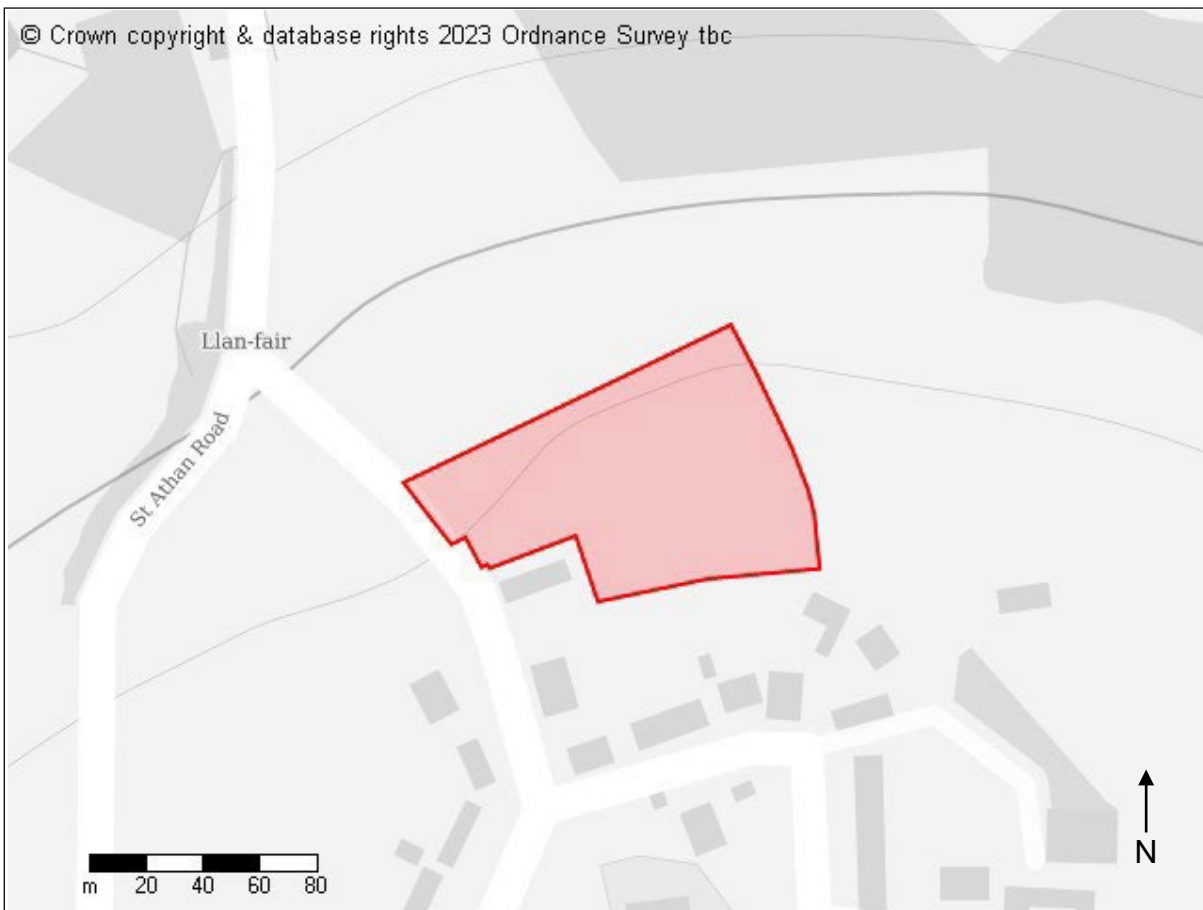 © Crown copyright & database rights 2023 Ordnance Survey tbc
Llan-fair
St Athan Road
m 20 40 60 80
N